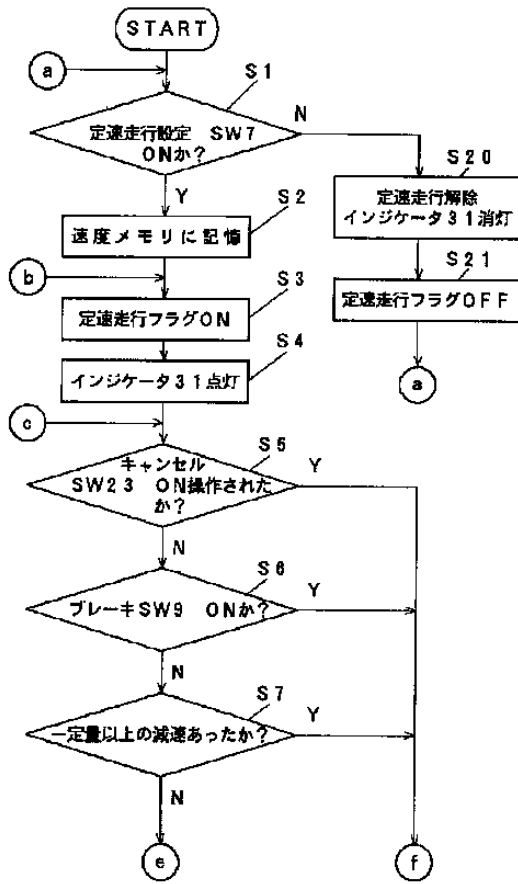 START
a
S1
定速走行設定 SW7
ONか?
N
Y
S20
定速走行解除
インジケータ31消灯
S2
速度メモリに記憶
S21
定速走行フラグOFF
b
S3
定速走行フラグON
a
S4
インジケータ31点灯
c
S5
キャンセル
SW23 ON操作された
か?
Y
N
S6
ブレーキSW9 ONか?
Y
N
S7
一定量以上の減速あったか?
Y
N
e
f